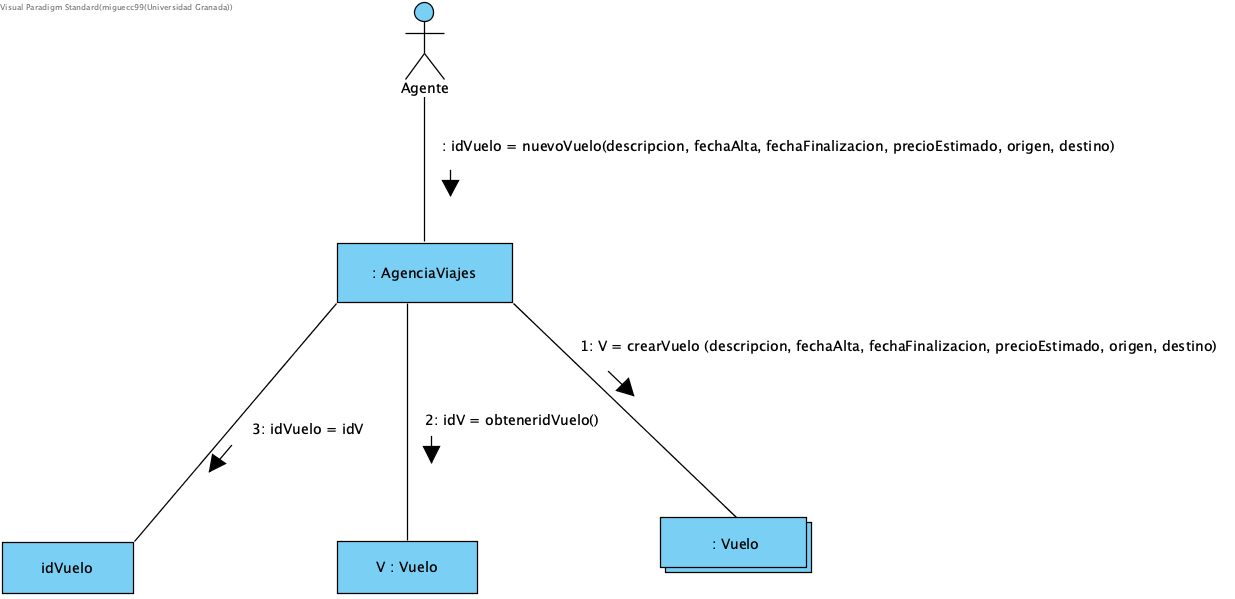 Visual Paradigm Standard(miguecc99(Universidad Granada))
Agente
: idVuelo = nuevoVuelo(descripcion, fechaAlta, fechaFinalizacion, precioEstimado, origen, destino)
: AgenciaViajes
1: V = crearVuelo (descripcion, fechaAlta, fechaFinalizacion, precioEstimado, origen, destino)
2: idV = obteneridVuelo()
3: idVuelo = idV
idVuelo
V : Vuelo
: Vuelo